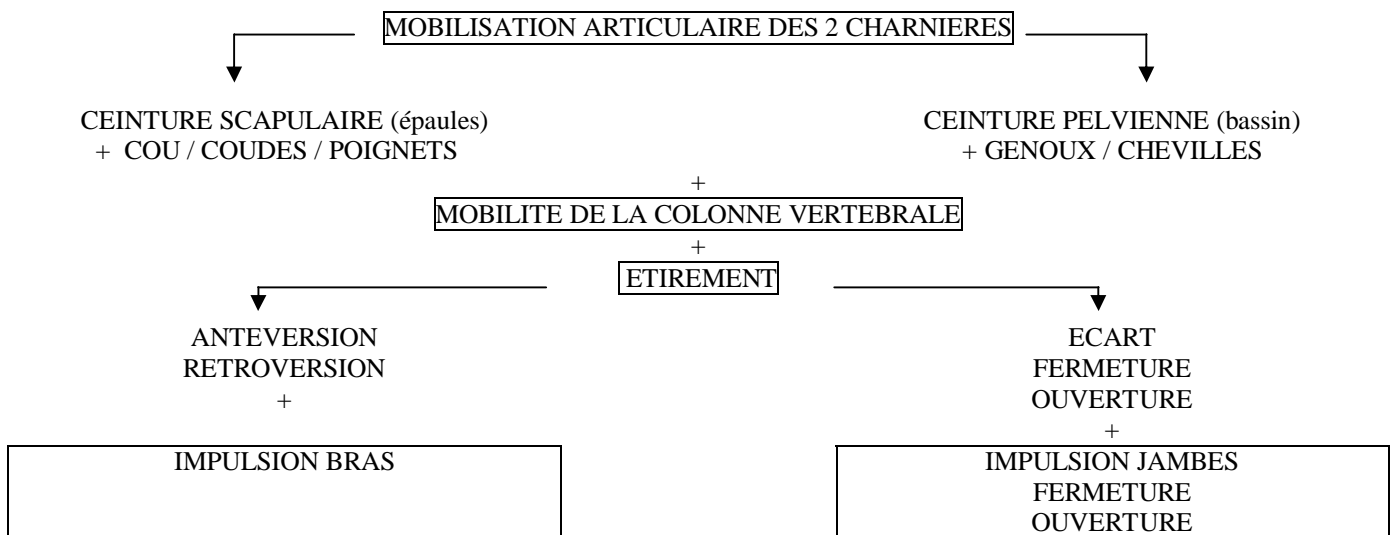 MOBILISATION ARTICULAIRE DES 2 CHARNIERES
CEINTURE SCAPULAIRE (épaules)
+ COU / COUDES / POIGNETS
CEINTURE PELVIENNE (bassin)
+ GENOUX / CHEVILLES
+
MOBILITE DE LA COLONNE VERTEBRALE
+
ETIREMENT
ANTEVERSION
RETROVERSION
+
ECART
FERMETURE
OUVERTURE
+
IMPULSION BRAS
IMPULSION JAMBES
FERMETURE
OUVERTURE